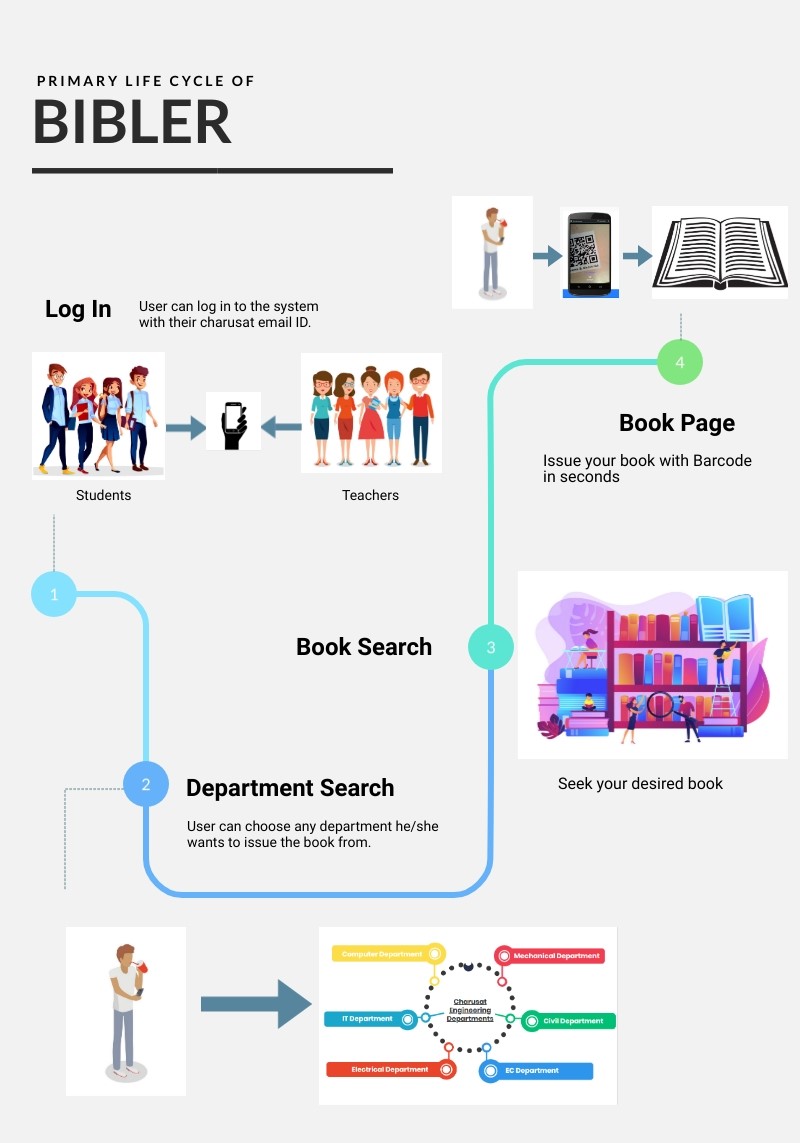 PRIMARY LIFE CYCLE OF
BIBLER
Log In
User can log in to the system
with their charusat email ID.
Students
Teachers
4
Book Page
Issue your book with Barcode
in seconds
1
Book Search
3
Seek your desired book
2
Department Search
User can choose any department he/she
wants to issue the book from.
Computer Department
Mechanical Department
Charusat
Engineering
Departments
IT Department
Civil Department
Electrical Department
EC Department